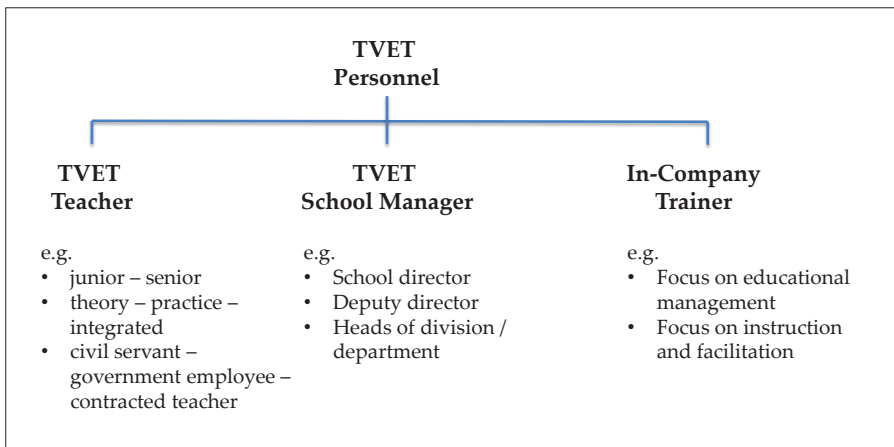 TVET
Personnel
TVET
Teacher
e.g.
• junior – senior
• theory – practice –
integrated
• civil servant –
government employee –
contracted teacher
TVET
School Manager
e.g.
• School director
• Deputy director
• Heads of division /
department
In-Company
Trainer
e.g.
• Focus on educational
management
• Focus on instruction
and facilitation